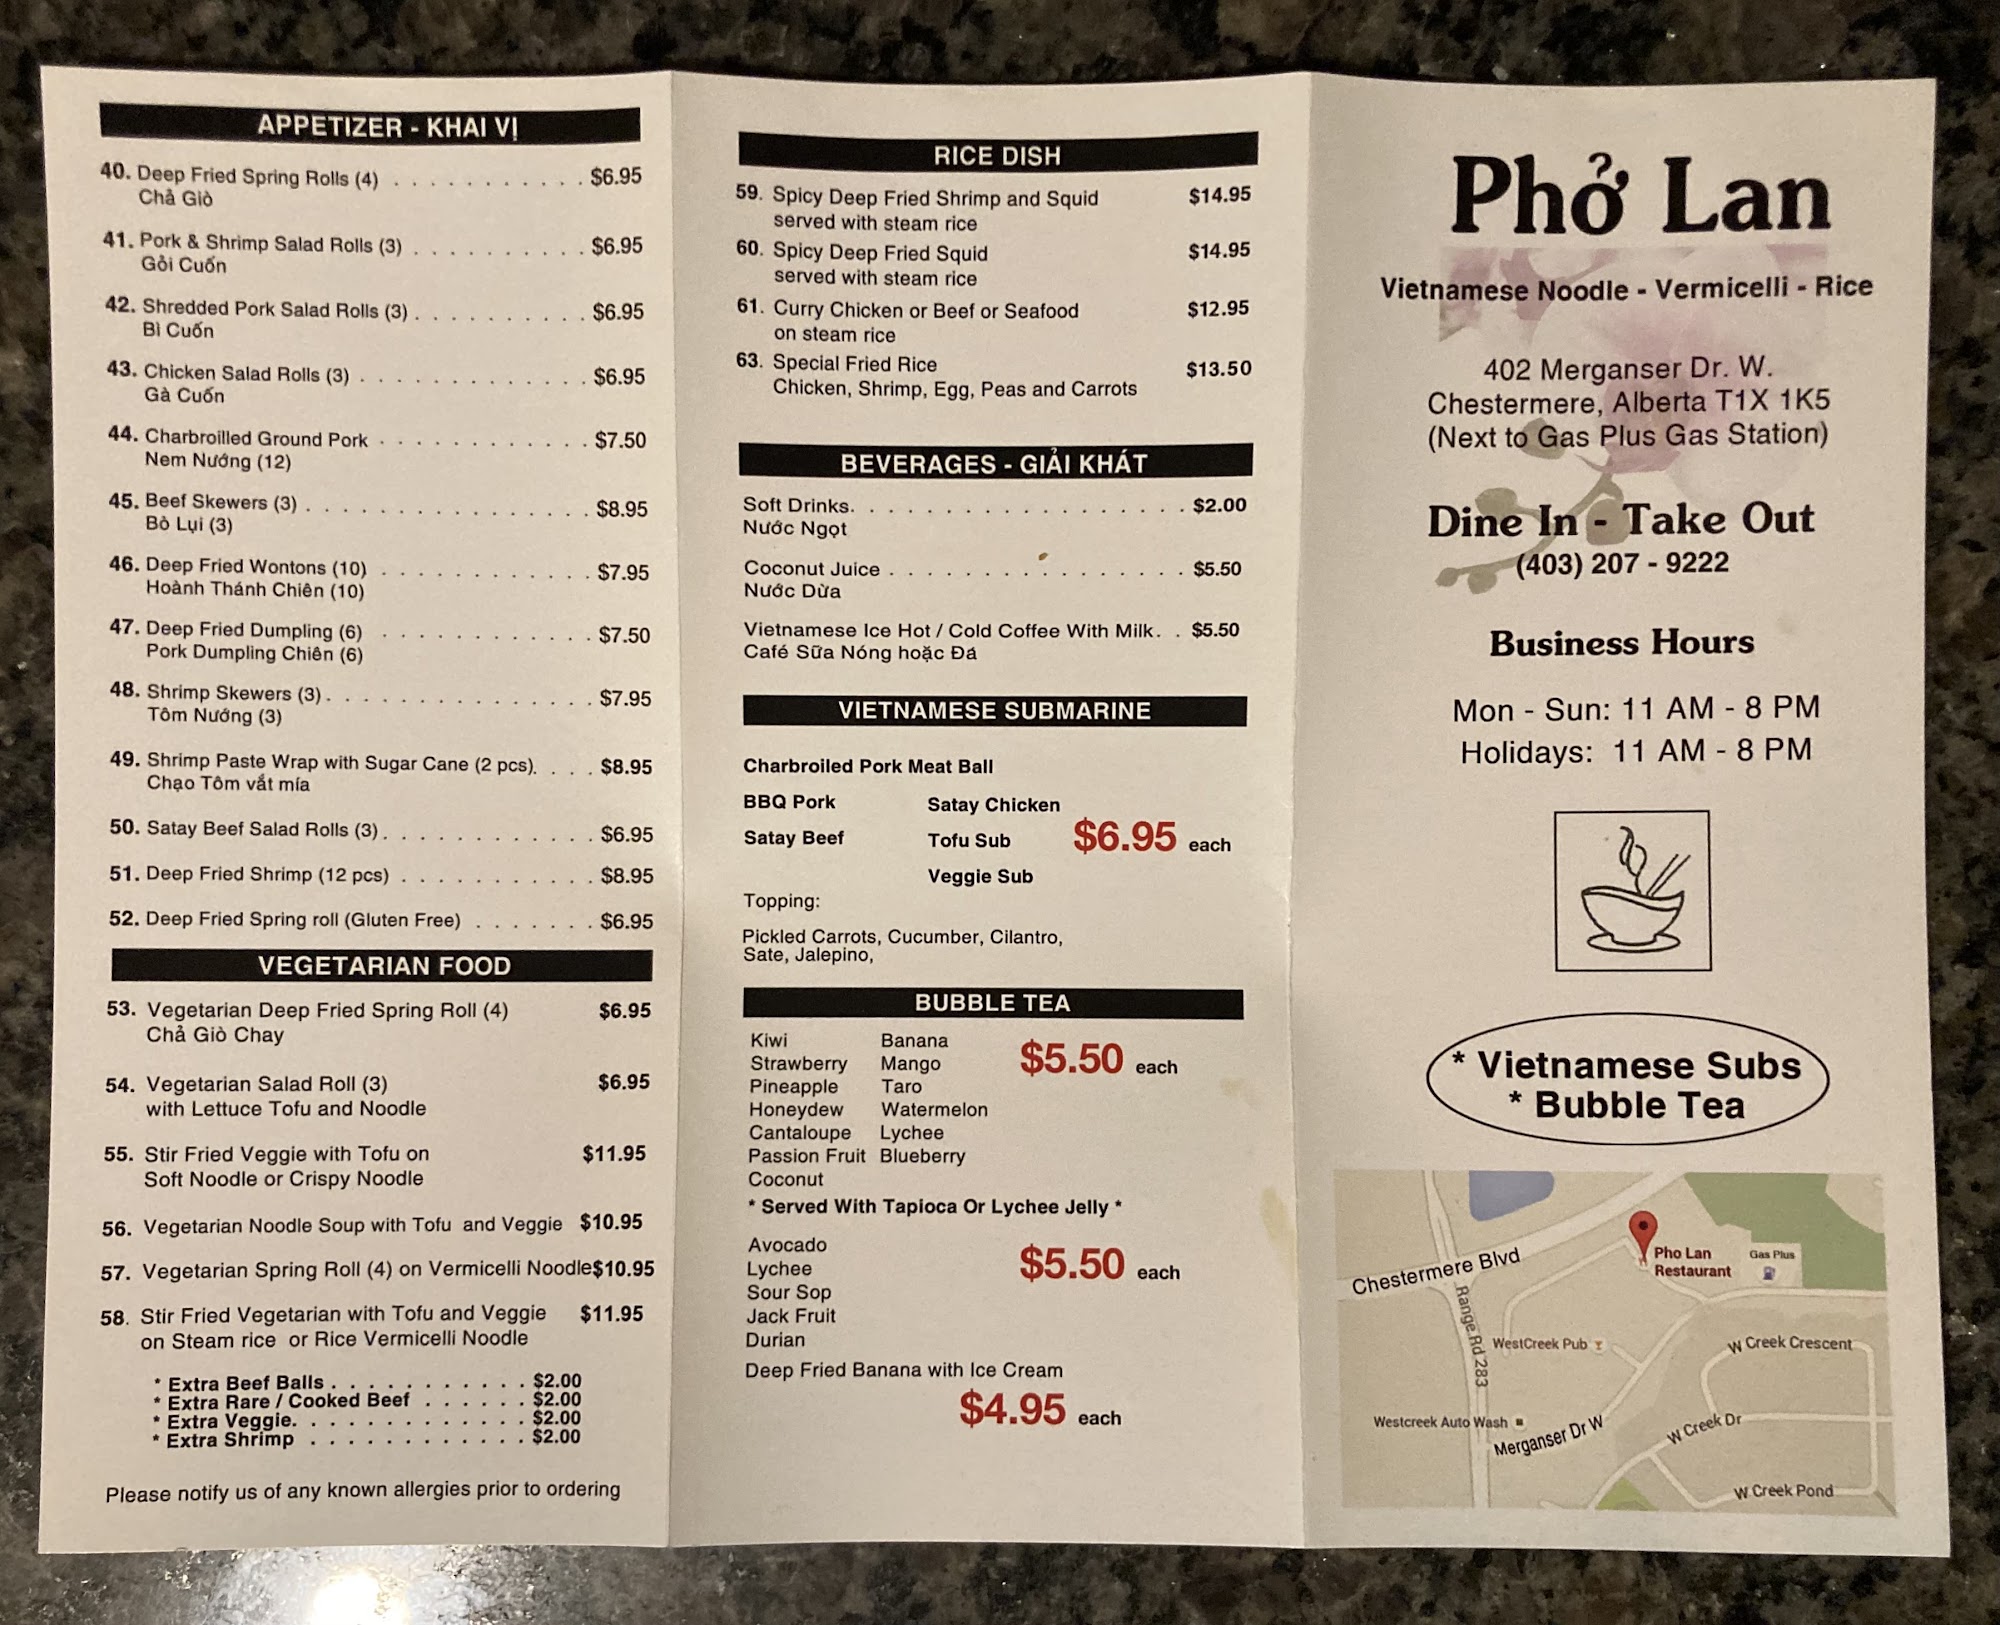 APPETIZER - KHAI VỊ
40. Deep Fried Spring Rolls (4) . . . . . . . . . . . $6.95
Chả Giò
41. Pork & Shrimp Salad Rolls (3) . . . . . . . . . . $6.95
Gỏi Cuốn
42. Shredded Pork Salad Rolls (3) . . . . . . . . . . $6.95
Bì Cuốn
43. Chicken Salad Rolls (3) . . . . . . . . . . . . . $6.95
Gà Cuốn
44. Charbroilled Ground Pork . . . . . . . . . . . . $7.50
Nem Nướng (12)
45. Beef Skewers (3) . . . . . . . . . . . . . . . . $8.95
Bò Lụi (3)
46. Deep Fried Wontons (10) . . . . . . . . . . . . $7.95
Hoành Thánh Chiên (10)
47. Deep Fried Dumpling (6) . . . . . . . . . . . . $7.50
Pork Dumpling Chiên (6)
48. Shrimp Skewers (3) . . . . . . . . . . . . . . . $7.95
Tôm Nướng (3)
49. Shrimp Paste Wrap with Sugar Cane (2 pcs). . . . $8.95
Chạo Tôm vắt mía
50. Satay Beef Salad Rolls (3) . . . . . . . . . . . . $6.95
51. Deep Fried Shrimp (12 pcs) . . . . . . . . . . . $8.95
52. Deep Fried Spring roll (Gluten Free) . . . . . . . $6.95
VEGETARIAN FOOD
53. Vegetarian Deep Fried Spring Roll (4) $6.95
Chả Giò Chay
54. Vegetarian Salad Roll (3) $6.95
with Lettuce Tofu and Noodle
55. Stir Fried Veggie with Tofu on $11.95
Soft Noodle or Crispy Noodle
56. Vegetarian Noodle Soup with Tofu and Veggie $10.95
57. Vegetarian Spring Roll (4) on Vermicelli Noodle $10.95
58. Stir Fried Vegetarian with Tofu and Veggie $11.95
on Steam rice or Rice Vermicelli Noodle
* Extra Beef Balls . . . . . . . . . . . $2.00
* Extra Rare / Cooked Beef . . . . . . $2.00
* Extra Veggie. . . . . . . . . . . . . $2.00
* Extra Shrimp . . . . . . . . . . . . $2.00
Please notify us of any known allergies prior to ordering
RICE DISH
59. Spicy Deep Fried Shrimp and Squid $14.95
served with steam rice
60. Spicy Deep Fried Squid $14.95
served with steam rice
61. Curry Chicken or Beef or Seafood $12.95
on steam rice
63. Special Fried Rice $13.50
Chicken, Shrimp, Egg, Peas and Carrots
BEVERAGES - GIẢI KHÁT
Soft Drinks. . . . . . . . . . . . . . . . . . $2.00
Nước Ngọt
Coconut Juice . . . . . . . . . . . . . . . . $5.50
Nước Dừa
Vietnamese Ice Hot / Cold Coffee With Milk. . $5.50
Café Sữa Nóng hoặc Đá
VIETNAMESE SUBMARINE
Charbroiled Pork Meat Ball
BBQ Pork Satay Chicken
Satay Beef Tofu Sub $6.95 each
Veggie Sub
Topping:
Pickled Carrots, Cucumber, Cilantro,
Sate, Jalepino,
BUBBLE TEA
Kiwi Banana
Strawberry Mango $5.50 each
Pineapple Taro
Honeydew Watermelon
Cantaloupe Lychee
Passion Fruit Blueberry
Coconut
* Served With Tapioca Or Lychee Jelly *
Avocado
Lychee $5.50 each
Sour Sop
Jack Fruit
Durian
Deep Fried Banana with Ice Cream
$4.95 each
Phở Lan
Vietnamese Noodle - Vermicelli - Rice
402 Merganser Dr. W.
Chestermere, Alberta T1X 1K5
(Next to Gas Plus Gas Station)
Dine In - Take Out
(403) 207 - 9222
Business Hours
Mon - Sun: 11 AM - 8 PM
Holidays: 11 AM - 8 PM
* Vietnamese Subs
* Bubble Tea
Chestermere Blvd
Pho Lan
Restaurant
Gas Plus
Range Rd 283
WestCreek Pub
W Creek Crescent
Westcreek Auto Wash
Merganser Dr W
W Creek Dr
W Creek Pond